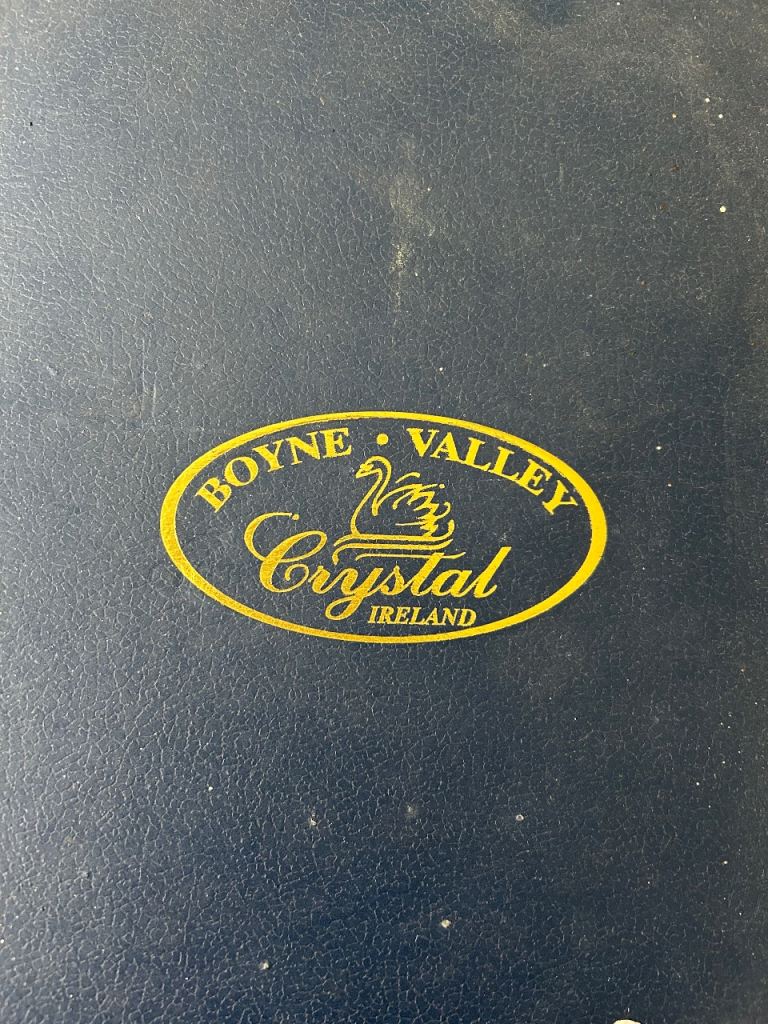 BOYNE • VALLEY
Crystal
IRELAND